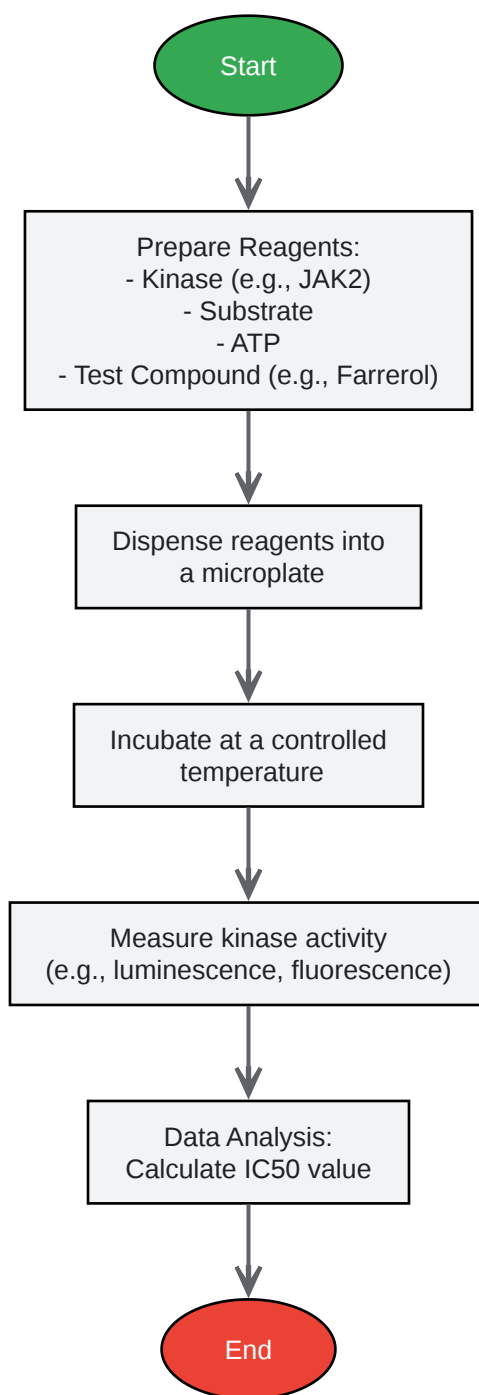 Start
Prepare Reagents:
- Kinase (e.g., JAK2)
- Substrate
- ATP
- Test Compound (e.g., Farrerol)
Dispense reagents into
a microplate
Incubate at a controlled
temperature
Measure kinase activity
(e.g., luminescence, fluorescence)
Data Analysis:
Calculate IC50 value
End